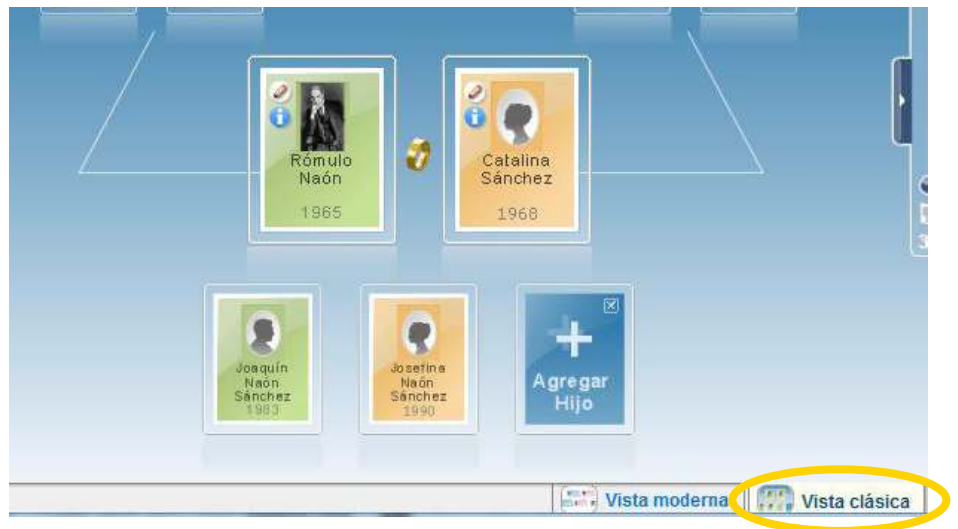 Rómulo
Naón
1965
Catalina
Sánchez
1968
Joaquín
Naón
Sánchez
1983
Josefina
Naón
Sánchez
1990
Agregar
Hijo
Vista moderna
Vista clásica